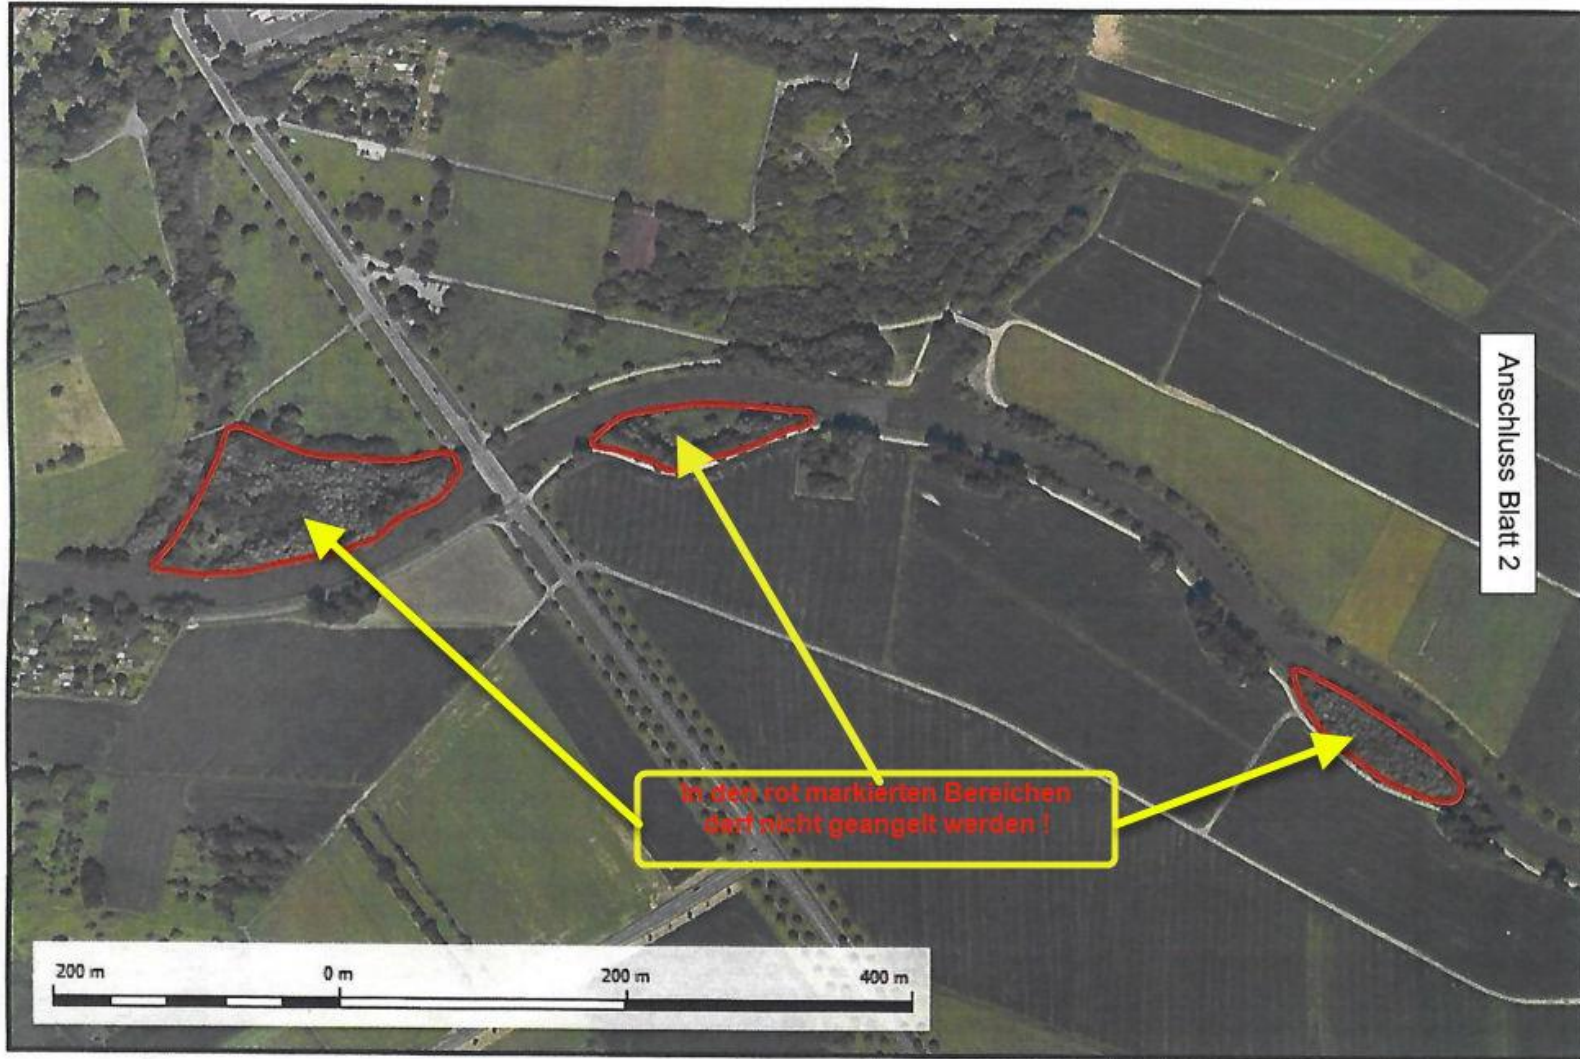 Anschluss Blatt 2
In den rot markierten Bereichen
darf nicht geangelt werden !
200 m 0 m 200 m 400 m